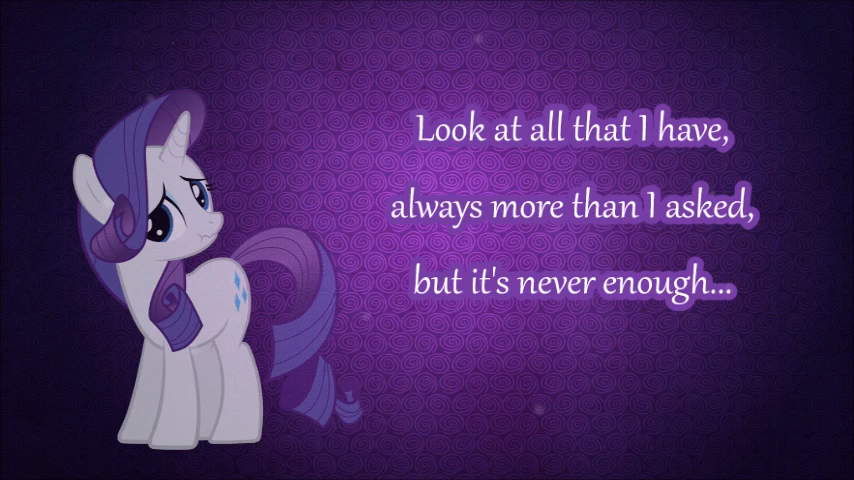 Look at all that I have,
always more than I asked,
but it's never enough...